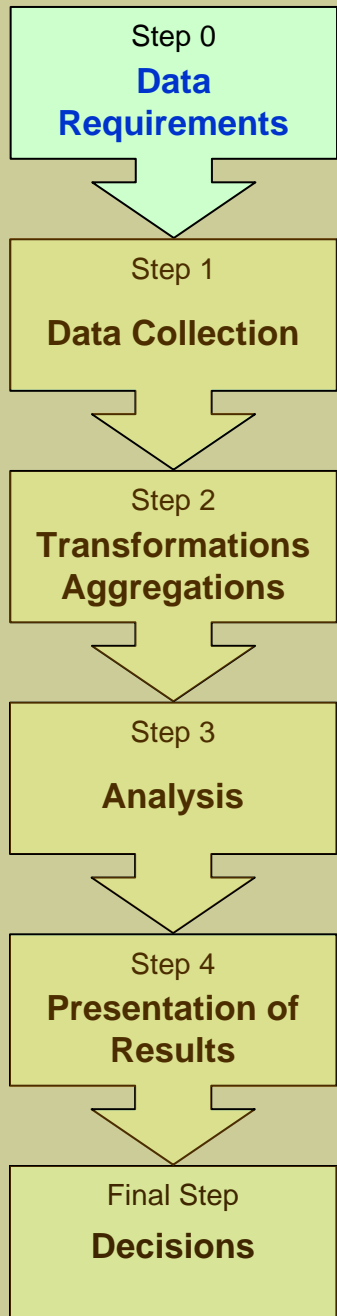 Step 0
Data
Requirements
Step 1
Data Collection
Step 2
Transformations
Aggregations
Step 3
Analysis
Step 4
Presentation of
Results
Final Step
Decisions